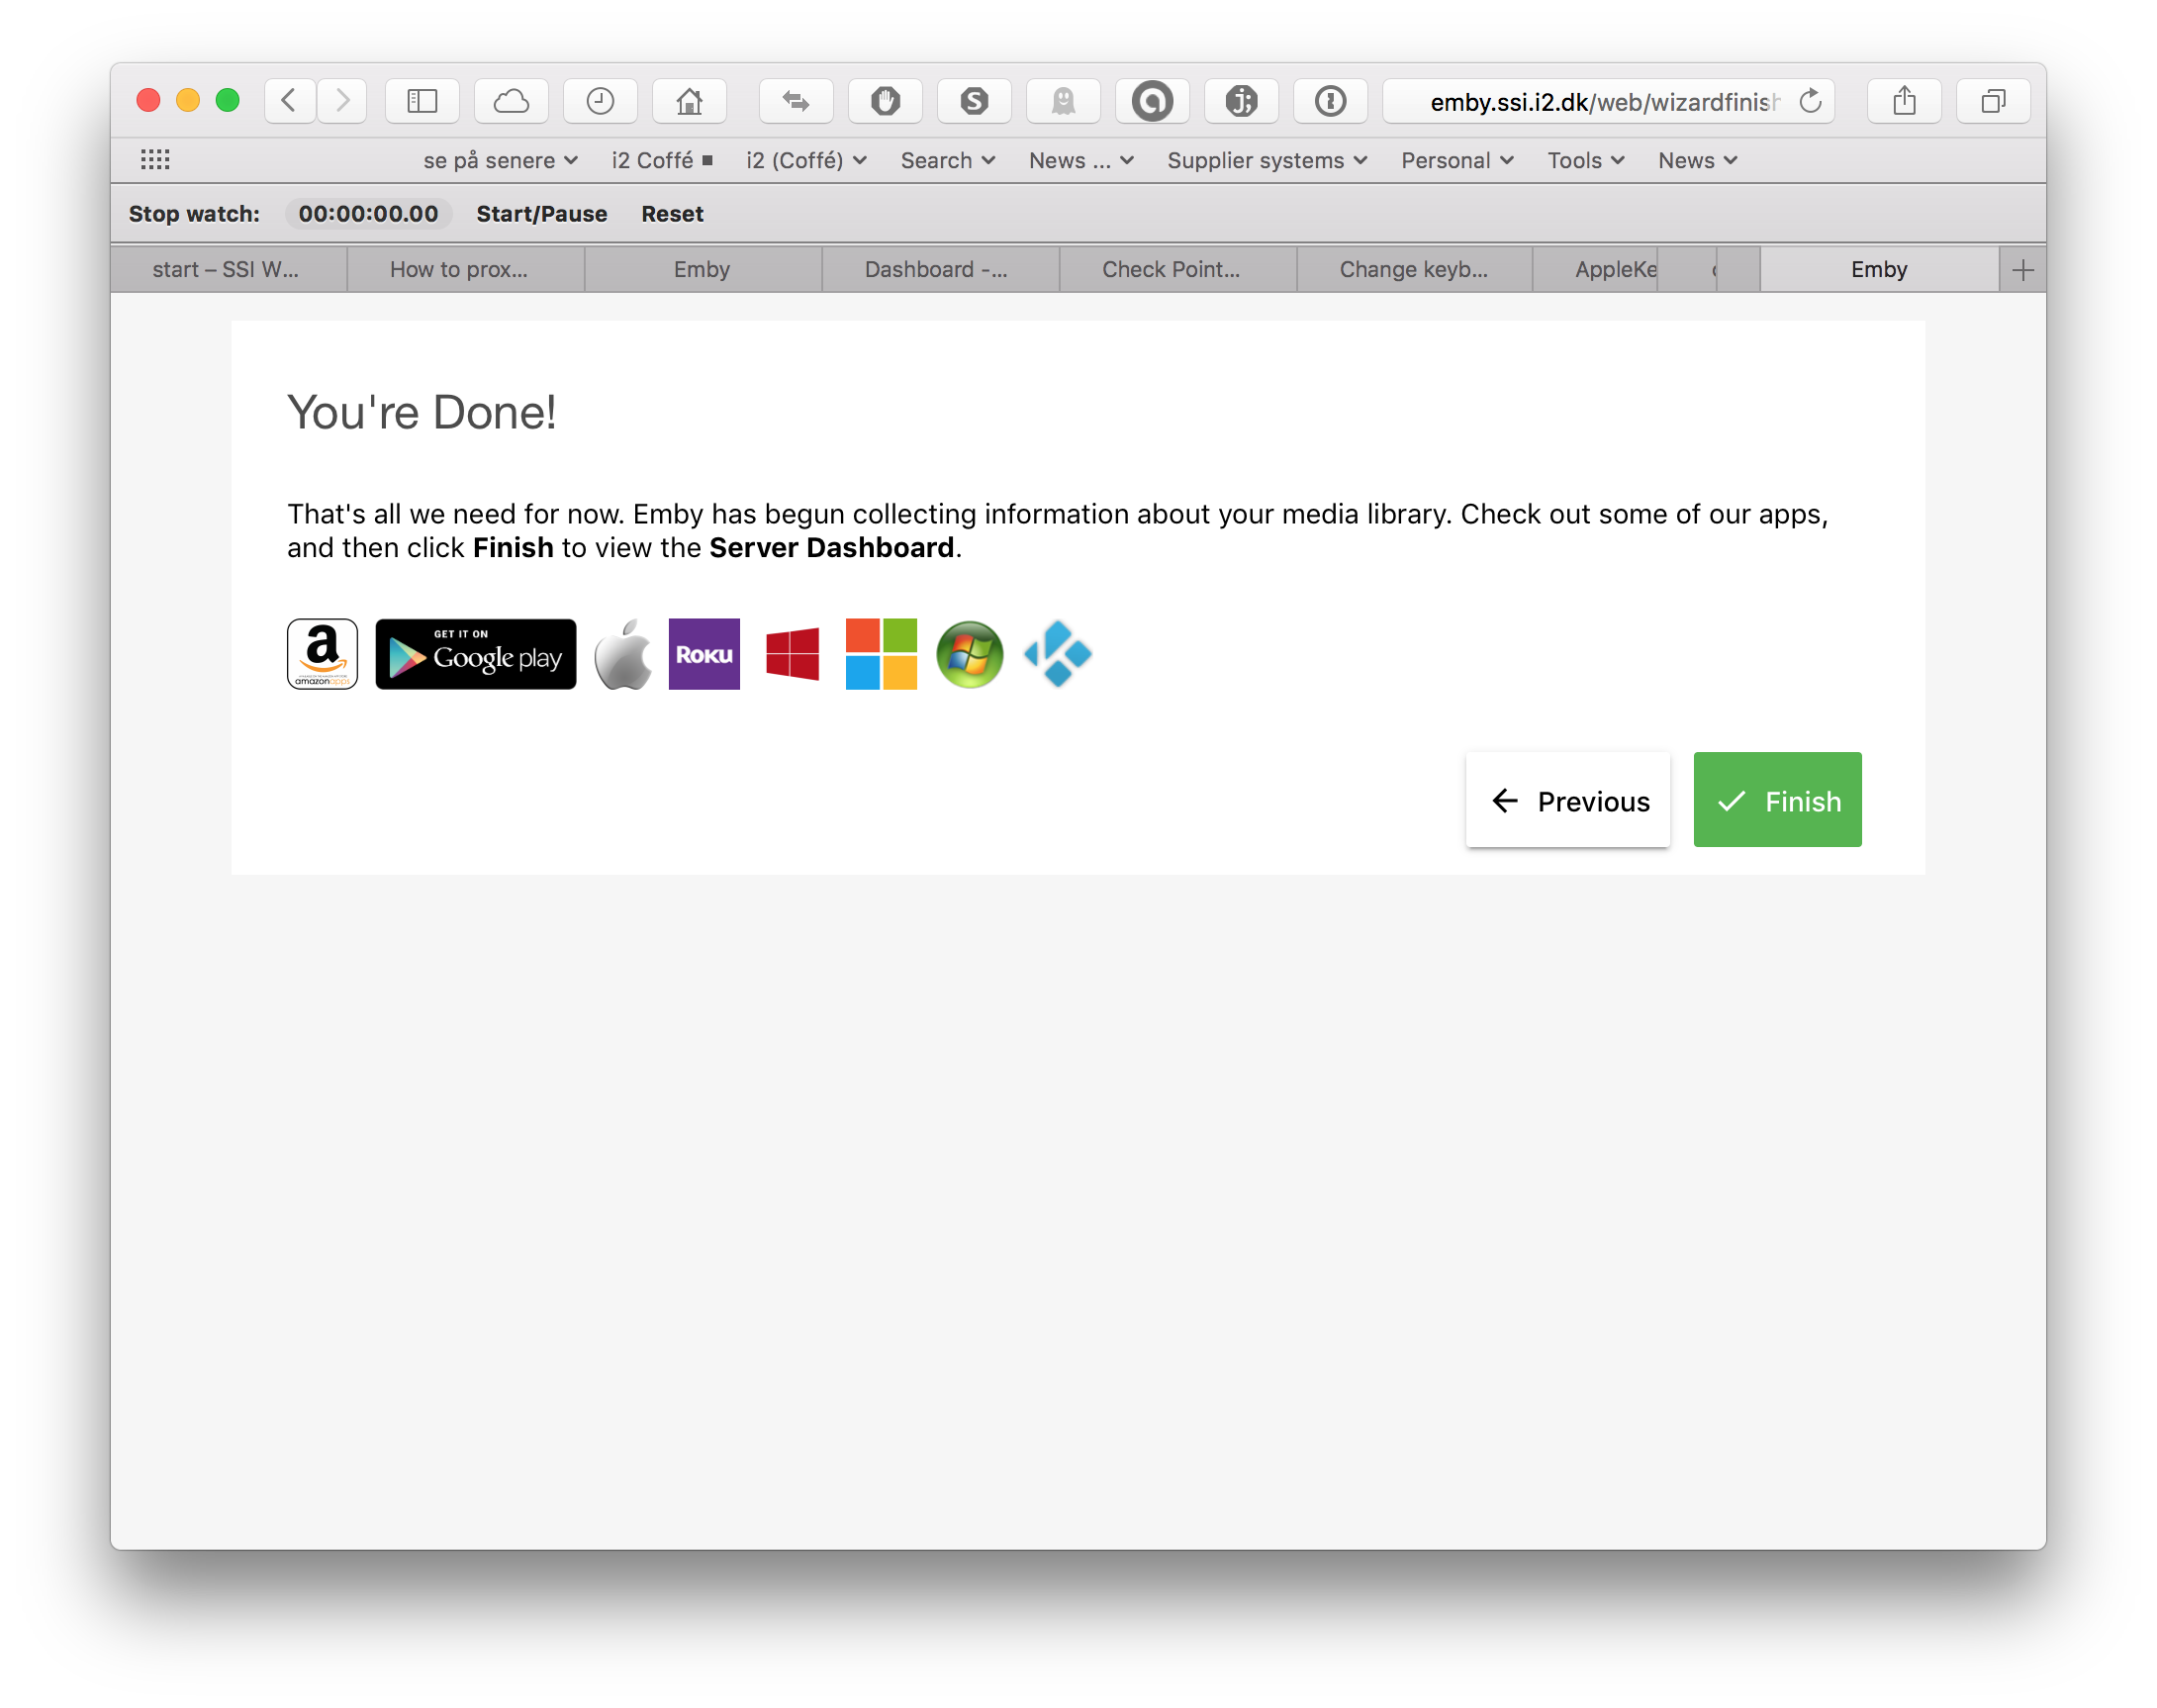 emby.ssi.i2.dk/web/wizardfinish
se på senere i2 Coffé i2 (Coffé) Search News ... Supplier systems Personal Tools News
Stop watch: 00:00:00.00 Start/Pause Reset
start – SSI W... How to prox... Emby Dashboard -... Check Point... Change keyb... AppleKe Emby
You're Done!
That's all we need for now. Emby has begun collecting information about your media library. Check out some of our apps,
and then click Finish to view the Server Dashboard.
a
amazonapps
GET IT ON
Google play
ROKU
Previous Finish